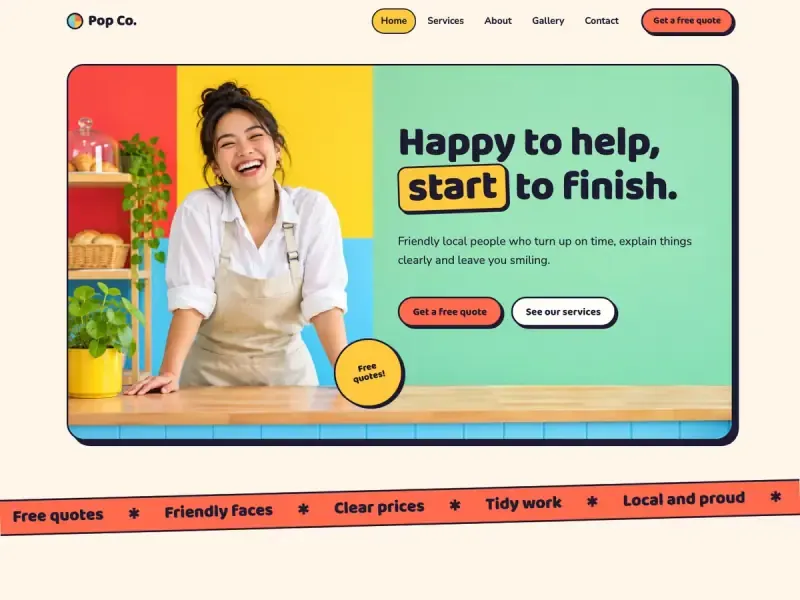 Pop Co.
Home
Services
About
Gallery
Contact
Get a free quote
Happy to help,
start to finish.
Friendly local people who turn up on time, explain things
clearly and leave you smiling.
Get a free quote
See our services
Free
quotes!
Free quotes * Friendly faces * Clear prices * Tidy work * Local and proud *